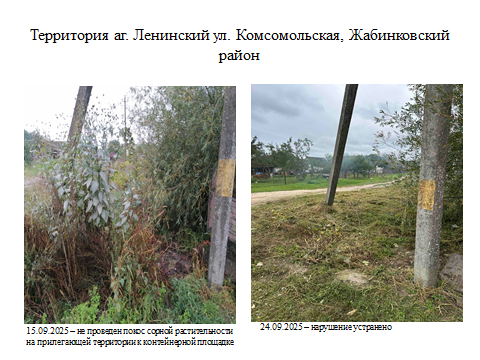 Территория аг. Ленинский ул. Комсомольская, Жабинковский
район
15.09.2025 – не проведен покос сорной растительности
на прилегающей территории к контейнерной площадке
24.09.2025 – нарушение устранено